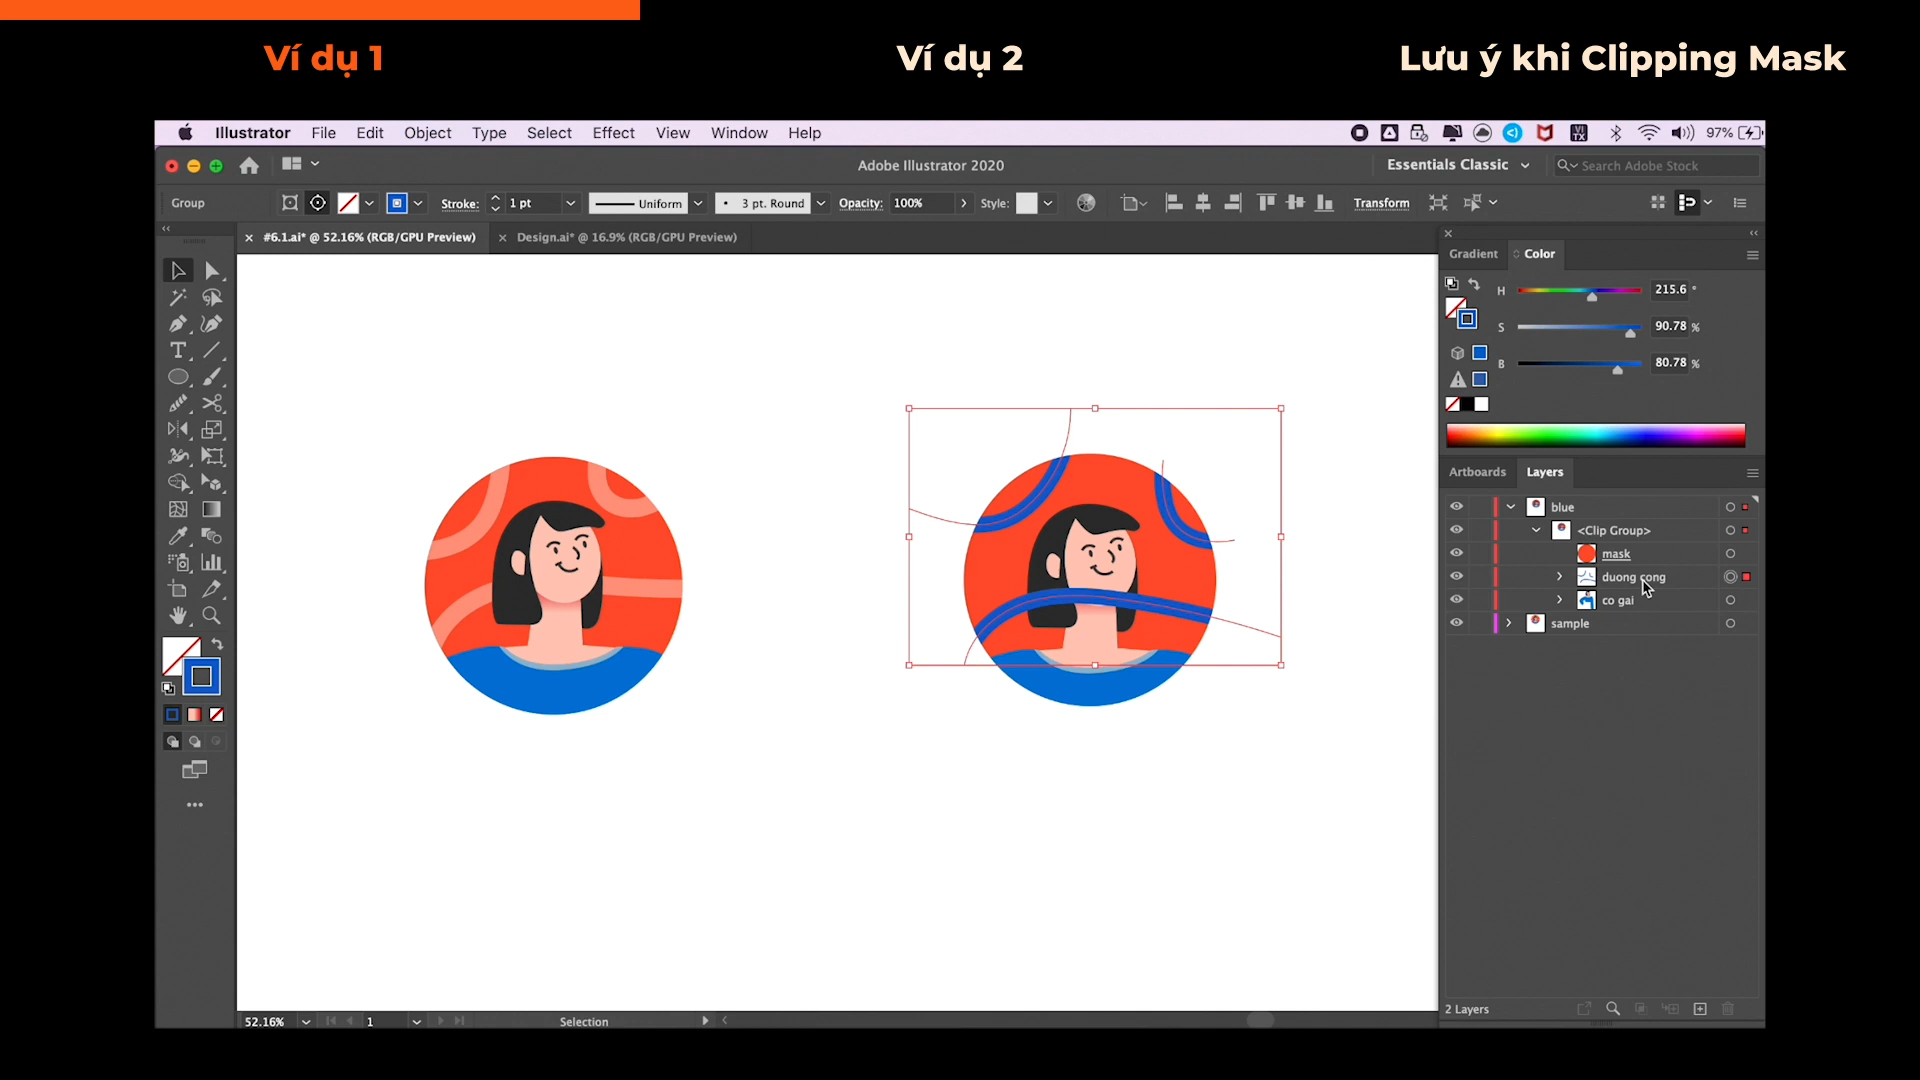 Ví dụ 1
Ví dụ 2
Lưu ý khi Clipping Mask
Illustrator File Edit Object Type Select Effect View Window Help
97%
Adobe Illustrator 2020
Essentials Classic
Search Adobe Stock
Group
Stroke: 1 pt
Uniform
3 pt. Round
Opacity: 100%
Style:
Transform
#6.1.ai* @ 52.16% (RGB/GPU Preview)
Design.ai* @ 16.9% (RGB/GPU Preview)
Gradient
Color
H 215.6 °
S 90.78 %
B 80.78 %
Artboards
Layers
blue
<Clip Group>
mask
duong cong
co gai
sample
2 Layers
52.16%
1
Selection